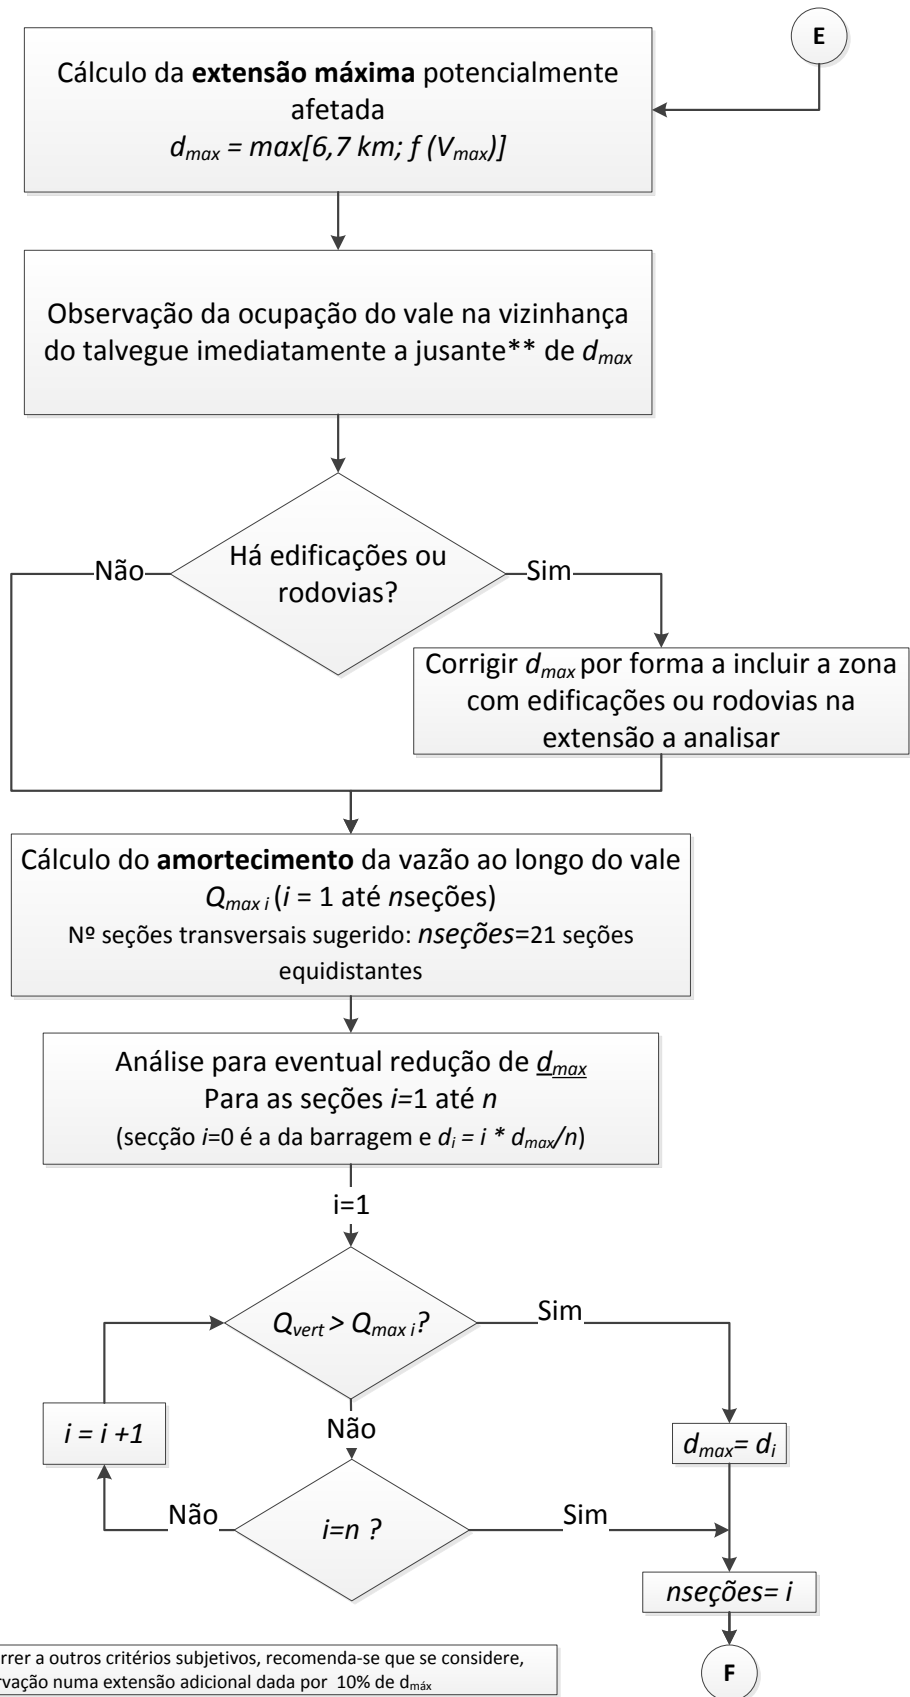 E
Cálculo da extensão máxima potencialmente
afetada
dmax = max[6,7 km; f (Vmax)]
Observação da ocupação do vale na vizinhança
do talvegue imediatamente a jusante** de dmax
Há edificações ou
rodovias?
Não
Sim
Corrigir dmax por forma a incluir a zona
com edificações ou rodovias na
extensão a analisar
Cálculo do amortecimento da vazão ao longo do vale
Qmax i (i = 1 até nseções)
Nº seções transversais sugerido: nseções=21 seções
equidistantes
Análise para eventual redução de dmax
Para as seções i=1 até n
(secção i=0 é a da barragem e di = i * dmax/n)
i=1
Qvert > Qmax i?
Sim
Não
i = i +1
dmax= di
Não
i=n ?
Sim
nseções= i
rrer a outros critérios subjetivos, recomenda-se que se considere,
rvação numa extensão adicional dada por 10% de dmáx
F